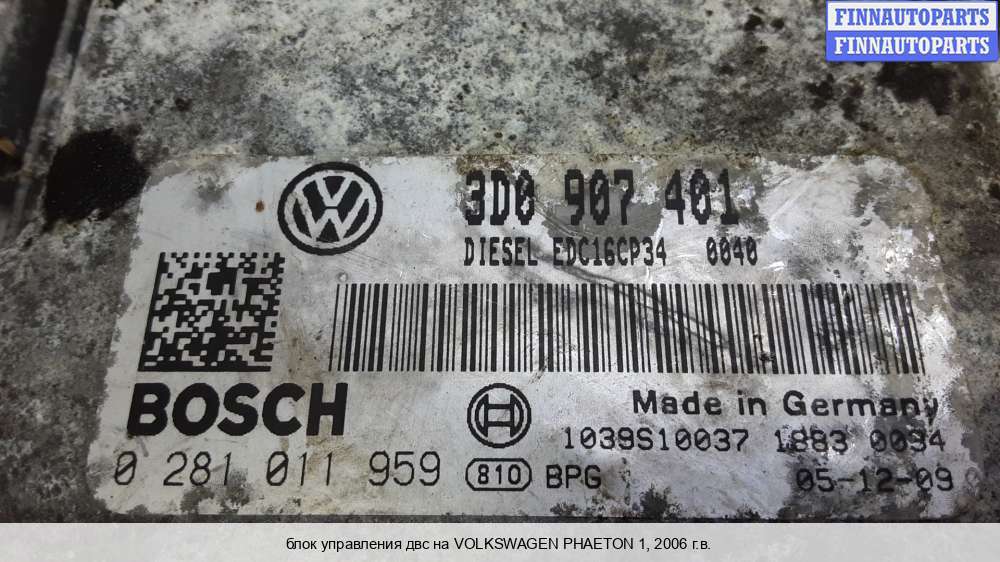 FINNAUTOPARTS
FINNAUTOPARTS
3D0 907 401
DIESEL EDC16CP34 0040
BOSCH
Made in Germany
1039S10037 1883 0034
0 281 011 959
810 BPG
05-12-09
блок управления двс на VOLKSWAGEN PHAETON 1, 2006 г.в.